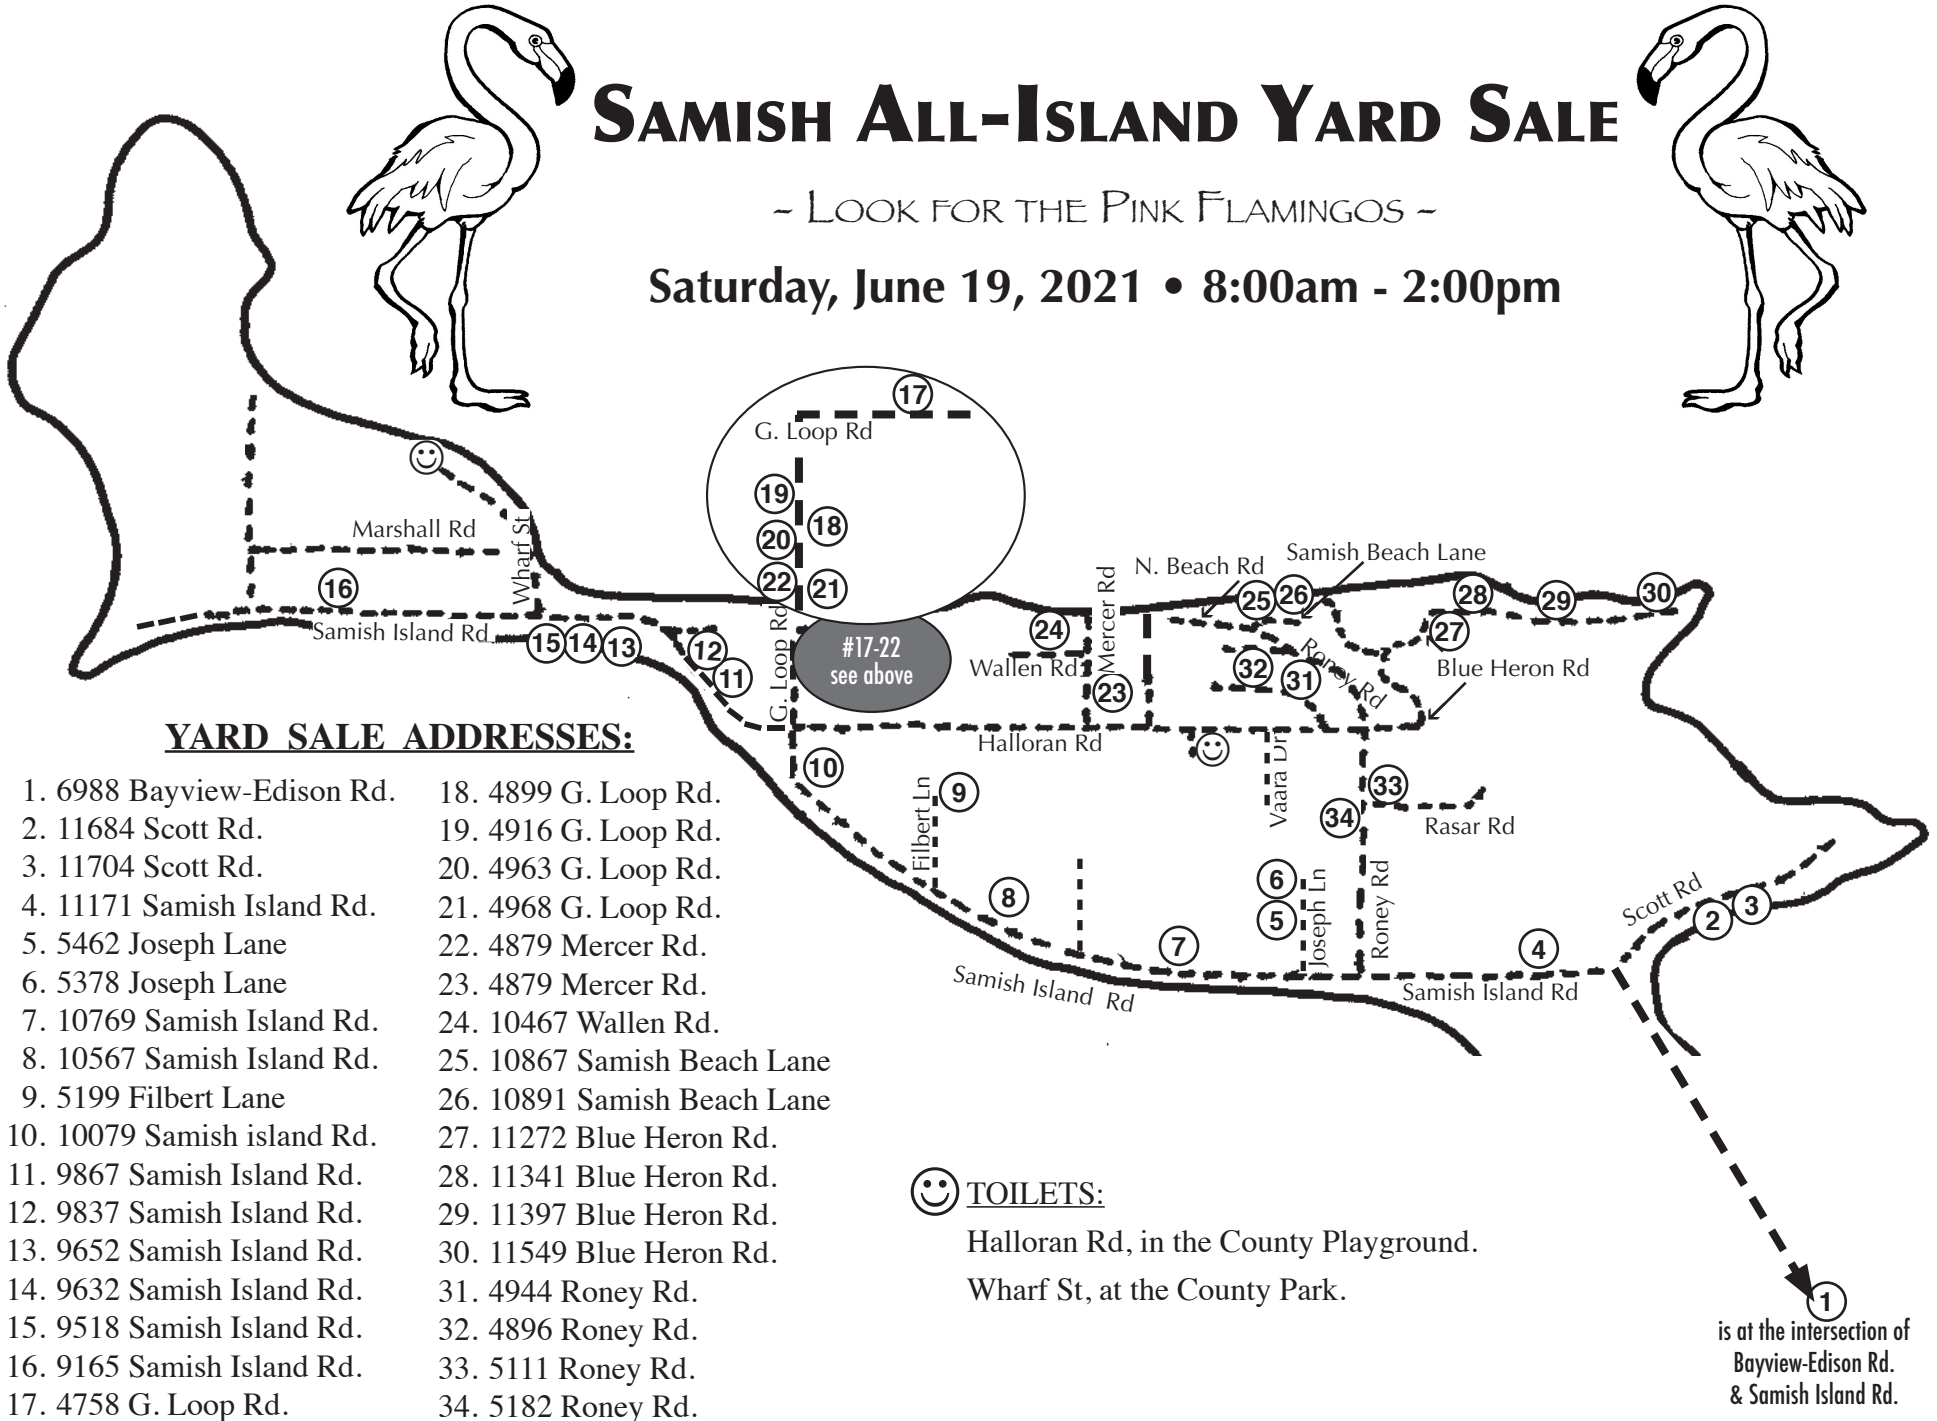 SAMISH ALL-ISLAND YARD SALE
~ LOOK FOR THE PINK FLAMINGOS ~
Saturday, June 19, 2021 • 8:00am - 2:00pm
17
G. Loop Rd
19
18
20
22
21
Marshall Rd
Wharf St
16
Samish Island Rd
15
14
13
12
11
G. Loop Rd
#17-22
see above
24
Wallen Rd
Mercer Rd
23
N. Beach Rd
Samish Beach Lane
25
26
28
29
30
27
Roney Rd
32
31
Blue Heron Rd
Halloran Rd
10
Filbert Ln
9
Vaara Dr
33
34
Rasar Rd
8
6
5
Joseph Ln
Roney Rd
7
4
Scott Rd
2
3
Samish Island Rd
Samish Island Rd
YARD SALE ADDRESSES:
1. 6988 Bayview-Edison Rd.
2. 11684 Scott Rd.
3. 11704 Scott Rd.
4. 11171 Samish Island Rd.
5. 5462 Joseph Lane
6. 5378 Joseph Lane
7. 10769 Samish Island Rd.
8. 10567 Samish Island Rd.
9. 5199 Filbert Lane
10. 10079 Samish island Rd.
11. 9867 Samish Island Rd.
12. 9837 Samish Island Rd.
13. 9652 Samish Island Rd.
14. 9632 Samish Island Rd.
15. 9518 Samish Island Rd.
16. 9165 Samish Island Rd.
17. 4758 G. Loop Rd.
18. 4899 G. Loop Rd.
19. 4916 G. Loop Rd.
20. 4963 G. Loop Rd.
21. 4968 G. Loop Rd.
22. 4879 Mercer Rd.
23. 4879 Mercer Rd.
24. 10467 Wallen Rd.
25. 10867 Samish Beach Lane
26. 10891 Samish Beach Lane
27. 11272 Blue Heron Rd.
28. 11341 Blue Heron Rd.
29. 11397 Blue Heron Rd.
30. 11549 Blue Heron Rd.
31. 4944 Roney Rd.
32. 4896 Roney Rd.
33. 5111 Roney Rd.
34. 5182 Roney Rd.
TOILETS:
Halloran Rd, in the County Playground.
Wharf St, at the County Park.
1
is at the intersection of
Bayview-Edison Rd.
& Samish Island Rd.